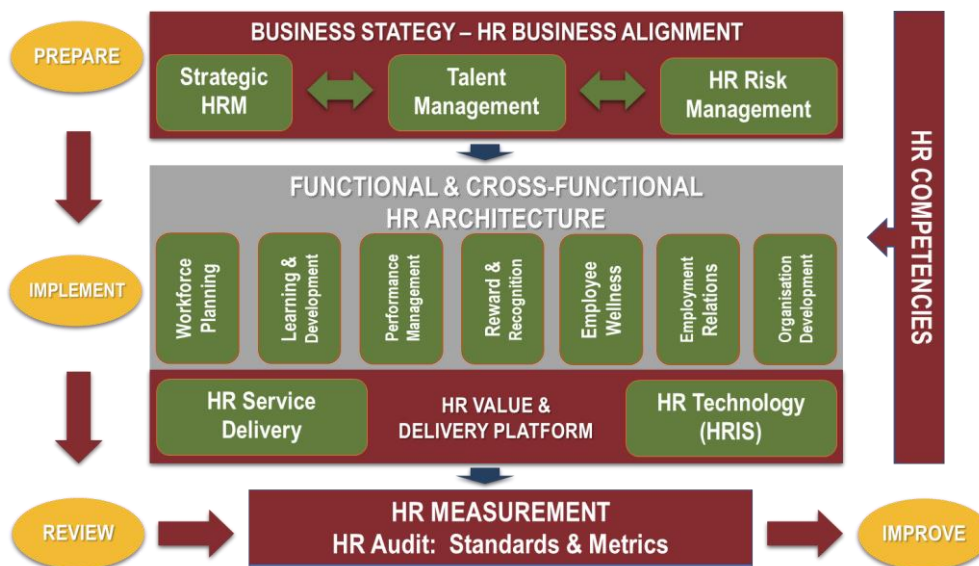 PREPARE
BUSINESS STATEGY – HR BUSINESS ALIGNMENT
Strategic
HRM
Talent
Management
HR Risk
Management
FUNCTIONAL & CROSS-FUNCTIONAL
HR ARCHITECTURE
IMPLEMENT
Workforce
Planning
Learning &
Development
Performance
Management
Reward &
Recognition
Employee
Wellness
Employment
Relations
Organisation
Development
HR Service
Delivery
HR VALUE &
DELIVERY PLATFORM
HR Technology
(HRIS)
HR COMPETENCIES
REVIEW
HR MEASUREMENT
HR Audit: Standards & Metrics
IMPROVE